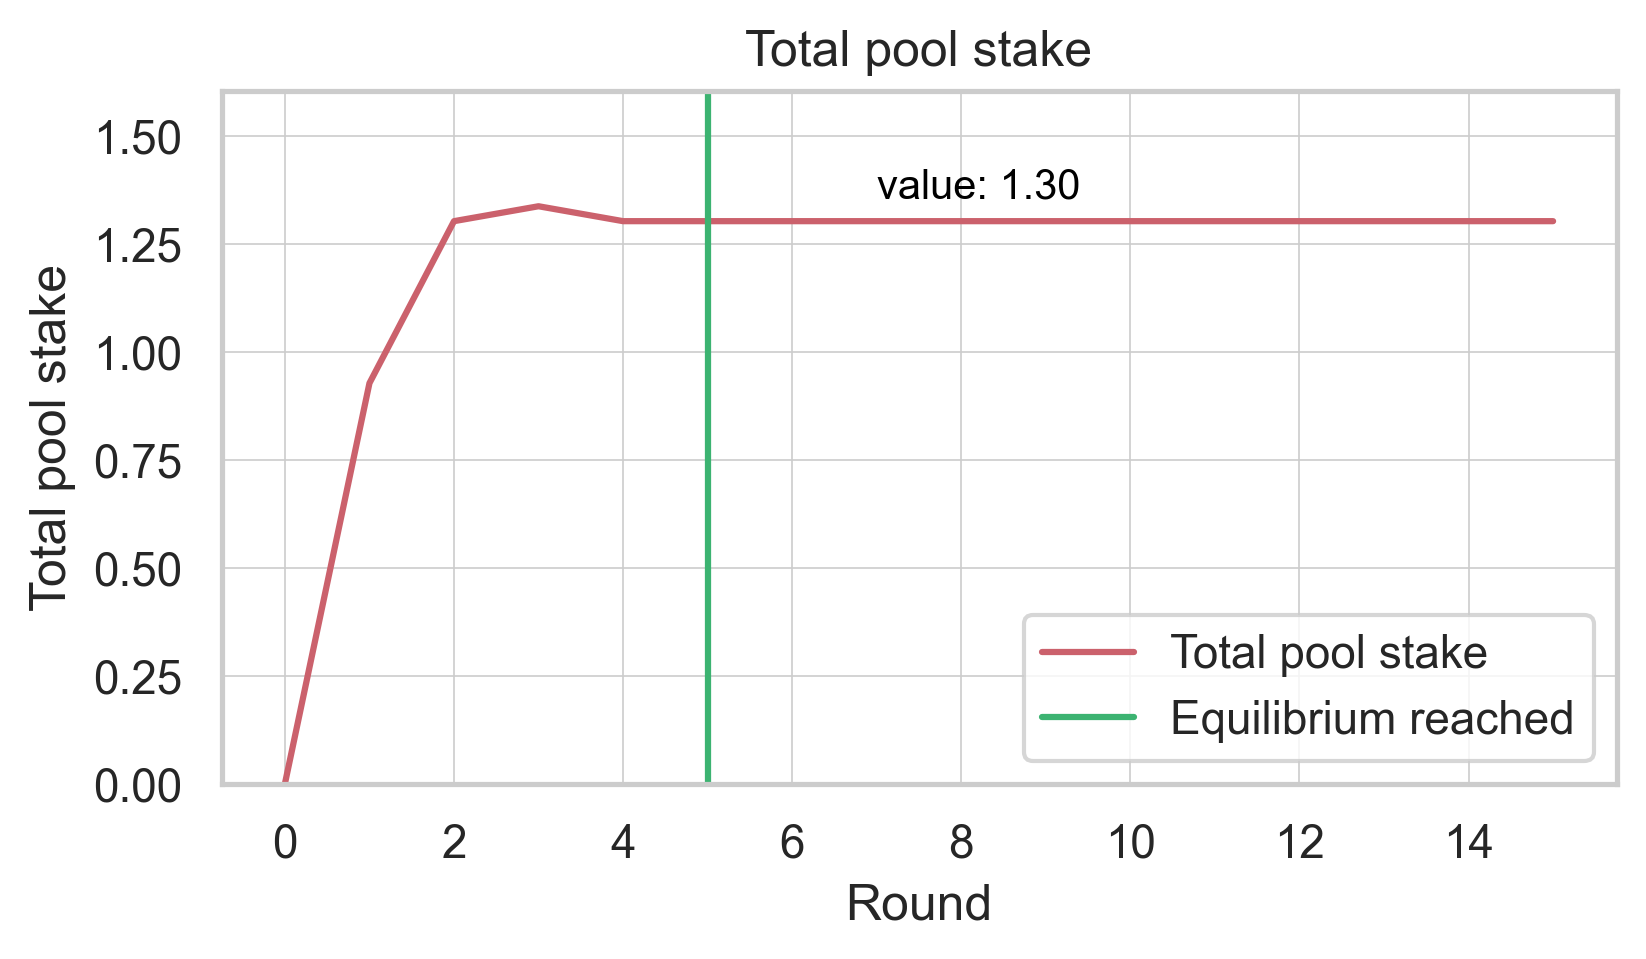 Total pool stake
Total pool stake
1.50
1.25
1.00
0.75
0.50
0.25
0.00
value: 1.30
Total pool stake
Equilibrium reached
0 2 4 6 8 10 12 14
Round